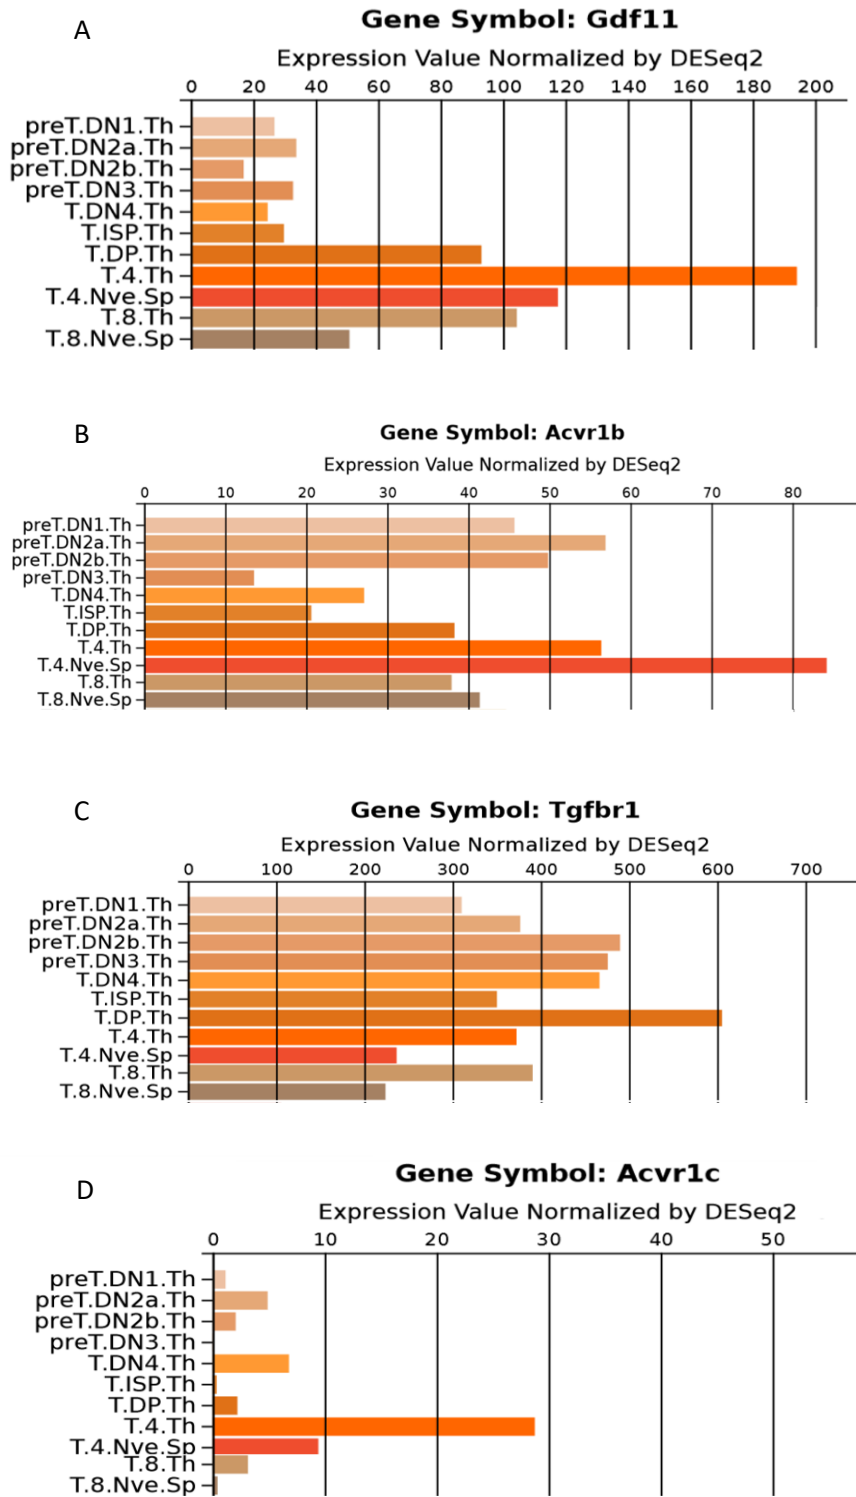 A
Gene Symbol: Gdf11
Expression Value Normalized by DESeq2
0 20 40 60 80 100 120 140 160 180 200
preT.DN1.Th
preT.DN2a.Th
preT.DN2b.Th
preT.DN3.Th
T.DN4.Th
T.ISP.Th
T.DP.Th
T.4.Th
T.4.Nve.Sp
T.8.Th
T.8.Nve.Sp
B
Gene Symbol: Acvr1b
Expression Value Normalized by DESeq2
0 10 20 30 40 50 60 70 80
preT.DN1.Th
preT.DN2a.Th
preT.DN2b.Th
preT.DN3.Th
T.DN4.Th
T.ISP.Th
T.DP.Th
T.4.Th
T.4.Nve.Sp
T.8.Th
T.8.Nve.Sp
C
Gene Symbol: Tgfbr1
Expression Value Normalized by DESeq2
0 100 200 300 400 500 600 700
preT.DN1.Th
preT.DN2a.Th
preT.DN2b.Th
preT.DN3.Th
T.DN4.Th
T.ISP.Th
T.DP.Th
T.4.Th
T.4.Nve.Sp
T.8.Th
T.8.Nve.Sp
D
Gene Symbol: Acvr1c
Expression Value Normalized by DESeq2
0 10 20 30 40 50
preT.DN1.Th
preT.DN2a.Th
preT.DN2b.Th
preT.DN3.Th
T.DN4.Th
T.ISP.Th
T.DP.Th
T.4.Th
T.4.Nve.Sp
T.8.Th
T.8.Nve.Sp